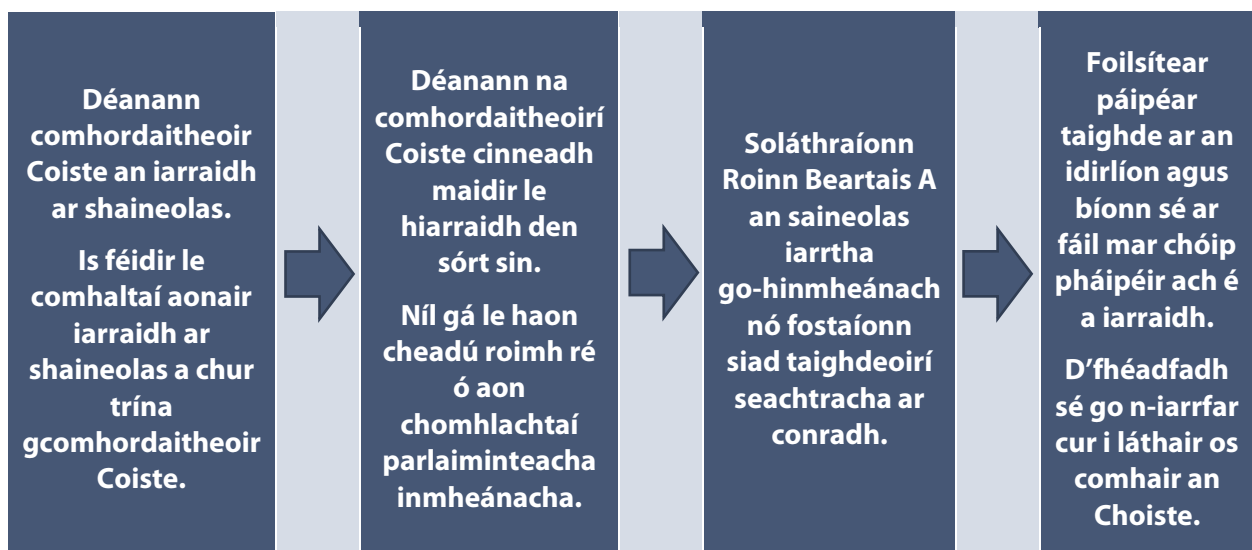 Déanann
comhordaitheoir
Coiste an iarraidh
ar shaineolas.
Is féidir le
comhaltaí aonair
iarraidh ar
shaineolas a chur
trína
gcomhordaitheoir
Coiste.
Déanann na
comhordaitheoirí
Coiste cinneadh
maidir le
hiarraidh den
sórt sin.
Níl gá le haon
cheadú roimh ré
ó aon
chomhlachtaí
parlaiminteacha
inmheánacha.
Soláthraíonn
Roinn Beartais A
an saineolas
iarrtha
go-hinmheánach
nó fostaíonn
siad taighdeoirí
seachtracha ar
conradh.
Foilsítear
páipéar
taighde ar an
idirlíon agus
bíonn sé ar
fáil mar chóip
pháipéir ach é
a iarraidh.
D’fhéadfadh
sé go n-iarrfar
cur i láthair os
comhair an
Choiste.